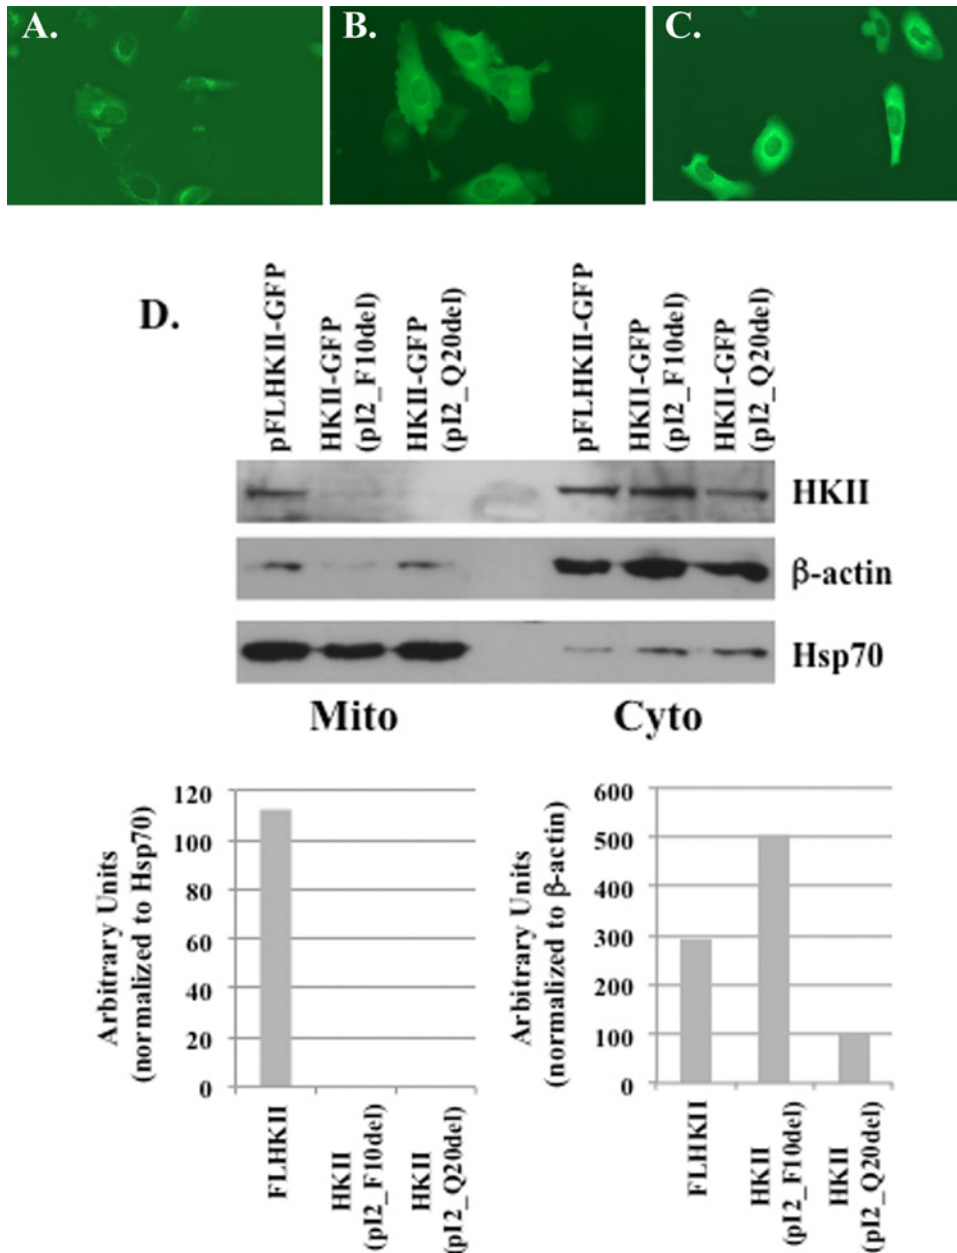 A.
B.
C.
D.
pFLHKII-GFP
HKII-GFP
(pI2_F10del)
HKII-GFP
(pI2_Q20del)
pFLHKII-GFP
HKII-GFP
(pI2_F10del)
HKII-GFP
(pI2_Q20del)
HKII
β-actin
Hsp70
Mito
Cyto
Arbitrary Units
(normalized to Hsp70)
120
100
80
60
40
20
0
FLHKII
HKII
(pI2_F10del)
HKII
(pI2_Q20del)
Arbitrary Units
(normalized to β-actin)
600
500
400
300
200
100
0
FLHKII
HKII
(pI2_F10del)
HKII
(pI2_Q20del)